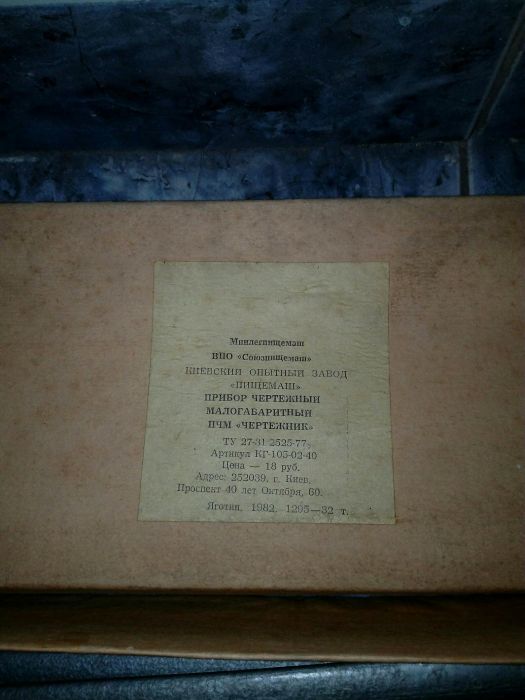 Минлегпищемаш
ВПО «Союзпищемаш»
КИЕВСКИЙ ОПЫТНЫЙ ЗАВОД
«ПИЩЕМАШ»
ПРИБОР ЧЕРТЕЖНЫЙ
МАЛОГАБАРИТНЫЙ
ПЧМ «ЧЕРТЕЖНИК»
ТУ 27-31 2525-77,
Артикул КГ-105-02-40
Цена — 18 руб.
Адрес: 252039, г. Киев,
Проспект 40 лет Октября, 60.
Яготин, 1982, 1295—32 т.